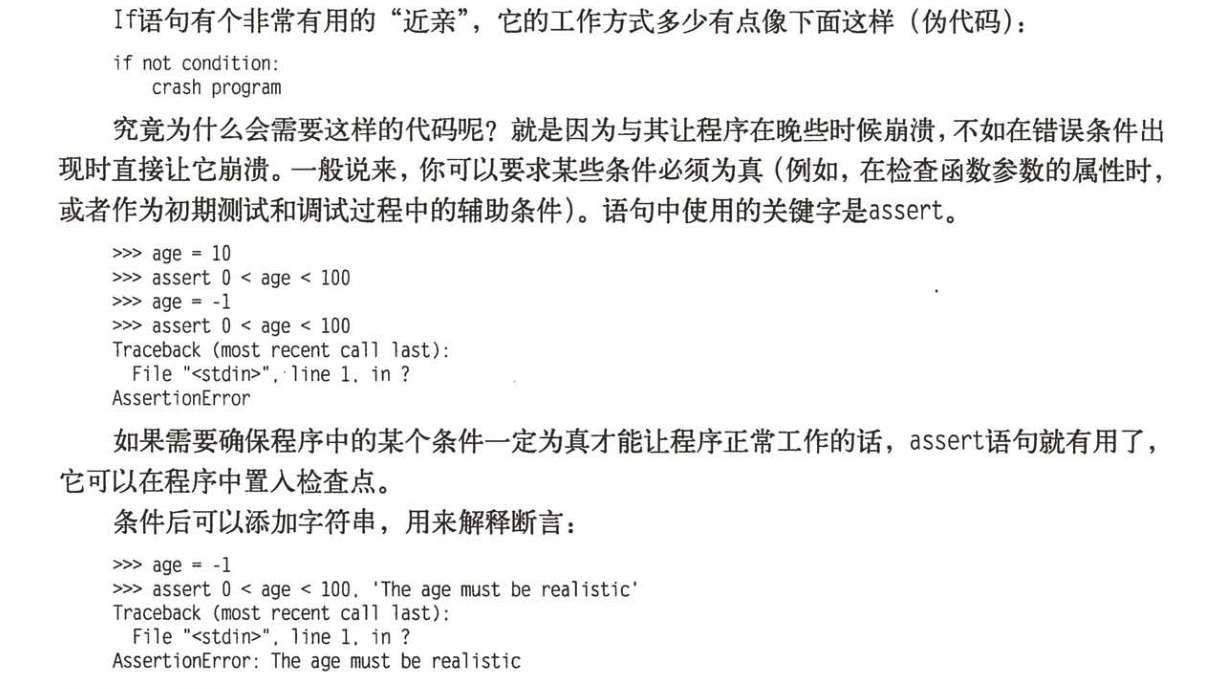 If语句有个非常有用的“近亲”，它的工作方式多少有点像下面这样（伪代码）：
if not condition:
    crash program
究竟为什么会需要这样的代码呢？就是因为与其让程序在晚些时候崩溃，不如在错误条件出
现时直接让它崩溃。一般说来，你可以要求某些条件必须为真（例如，在检查函数参数的属性时，
或者作为初期测试和调试过程中的辅助条件）。语句中使用的关键字是assert。
>>> age = 10
>>> assert 0 < age < 100
>>> age = -1
>>> assert 0 < age < 100
Traceback (most recent call last):
  File "<stdin>", line 1, in ?
AssertionError
如果需要确保程序中的某个条件一定为真才能让程序正常工作的话，assert语句就有用了，
它可以在程序中置入检查点。
条件后可以添加字符串，用来解释断言：
>>> age = -1
>>> assert 0 < age < 100, 'The age must be realistic'
Traceback (most recent call last):
  File "<stdin>", line 1, in ?
AssertionError: The age must be realistic